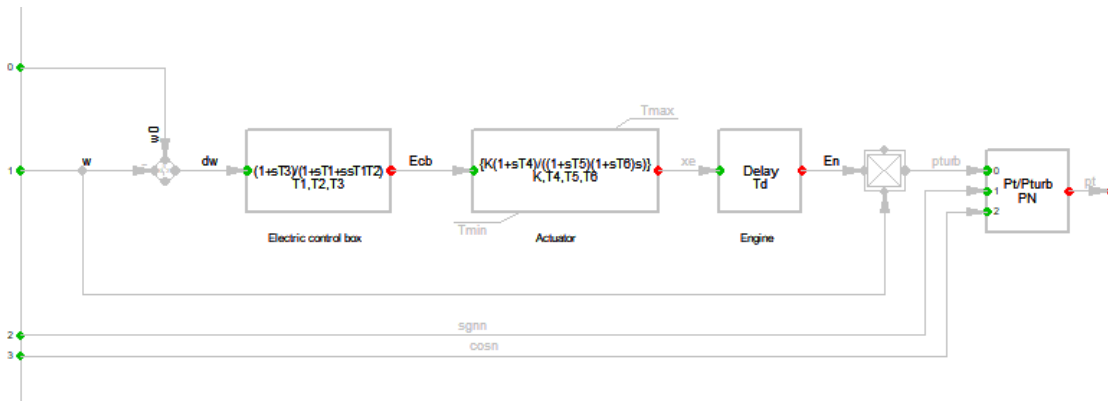 0
w0
1
w
-
dw
(1+sT3)/(1+sT1+ssT1T2)
T1,T2,T3
Electric control box
Ecb
Tmax
{K(1+sT4)/((1+sT5)(1+sT6)s)}
K,T4,T5,T6
Tmin
Actuator
xe
Delay
Td
Engine
En
pturb
0
1
2
Pt/Pturb
PN
pt
2
sgnn
3
cosn